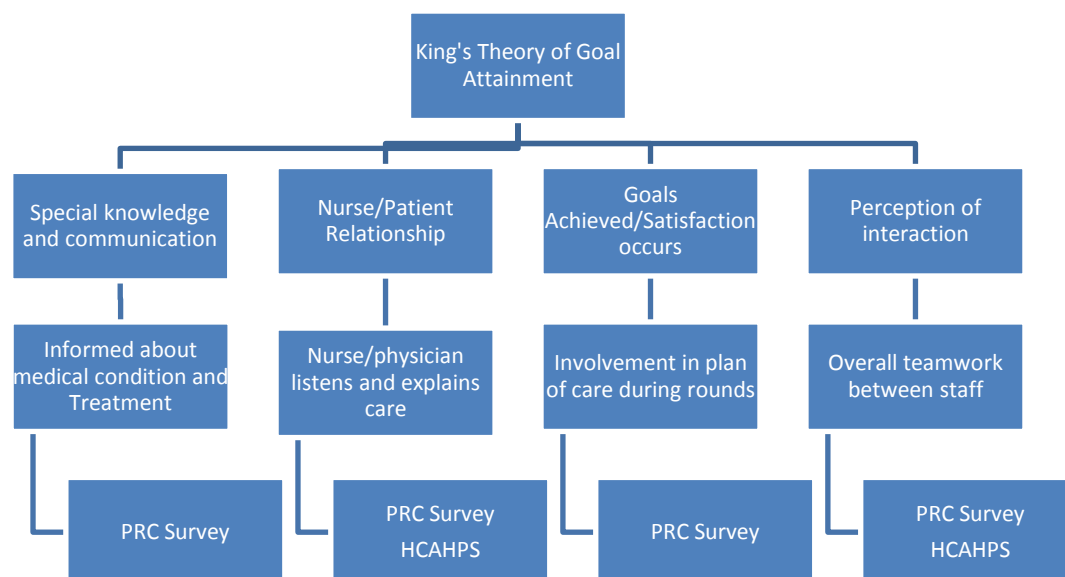 King's Theory of Goal
Attainment
Special knowledge
and communication
Nurse/Patient
Relationship
Goals
Achieved/Satisfaction
occurs
Perception of
interaction
Informed about
medical condition and
Treatment
Nurse/physician
listens and explains
care
Involvement in plan
of care during rounds
Overall teamwork
between staff
PRC Survey
PRC Survey
HCAHPS
PRC Survey
PRC Survey
HCAHPS